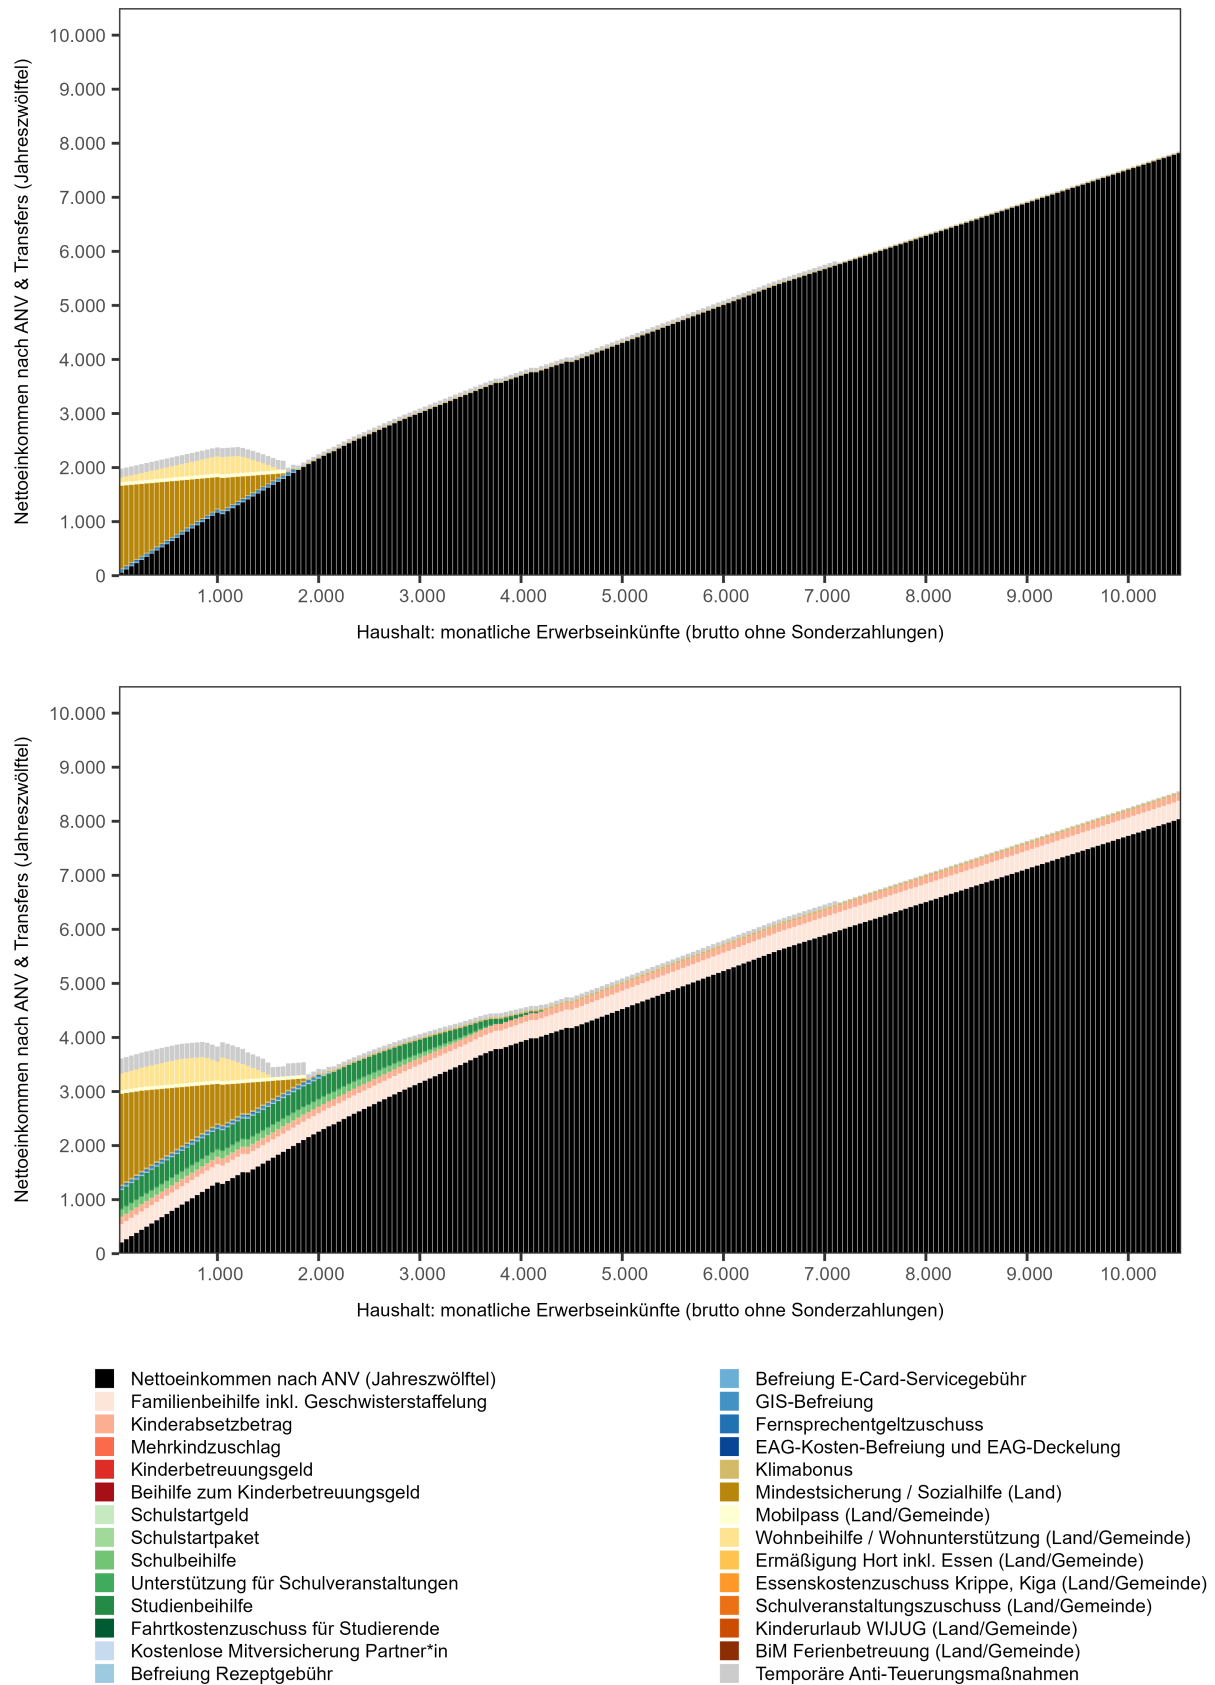 Nettoeinkommen nach ANV & Transfers (Jahreszwölftel)
10.000
9.000
8.000
7.000
6.000
5.000
4.000
3.000
2.000
1.000
0
1.000 2.000 3.000 4.000 5.000 6.000 7.000 8.000 9.000 10.000
Haushalt: monatliche Erwerbseinkünfte (brutto ohne Sonderzahlungen)
Nettoeinkommen nach ANV & Transfers (Jahreszwölftel)
10.000
9.000
8.000
7.000
6.000
5.000
4.000
3.000
2.000
1.000
0
1.000 2.000 3.000 4.000 5.000 6.000 7.000 8.000 9.000 10.000
Haushalt: monatliche Erwerbseinkünfte (brutto ohne Sonderzahlungen)
Nettoeinkommen nach ANV (Jahreszwölftel)
Familienbeihilfe inkl. Geschwisterstaffelung
Kinderabsetzbetrag
Mehrkindzuschlag
Kinderbetreuungsgeld
Beihilfe zum Kinderbetreuungsgeld
Schulstartgeld
Schulstartpaket
Schulbeihilfe
Unterstützung für Schulveranstaltungen
Studienbeihilfe
Fahrtkostenzuschuss für Studierende
Kostenlose Mitversicherung Partner*in
Befreiung Rezeptgebühr
Befreiung E-Card-Servicegebühr
GIS-Befreiung
Fernsprechentgeltzuschuss
EAG-Kosten-Befreiung und EAG-Deckelung
Klimabonus
Mindestsicherung / Sozialhilfe (Land)
Mobilpass (Land/Gemeinde)
Wohnbeihilfe / Wohnunterstützung (Land/Gemeinde)
Ermäßigung Hort inkl. Essen (Land/Gemeinde)
Essenskostenzuschuss Krippe, Kiga (Land/Gemeinde)
Schulveranstaltungszuschuss (Land/Gemeinde)
Kinderurlaub WIJUG (Land/Gemeinde)
BiM Ferienbetreuung (Land/Gemeinde)
Temporäre Anti-Teuerungsmaßnahmen